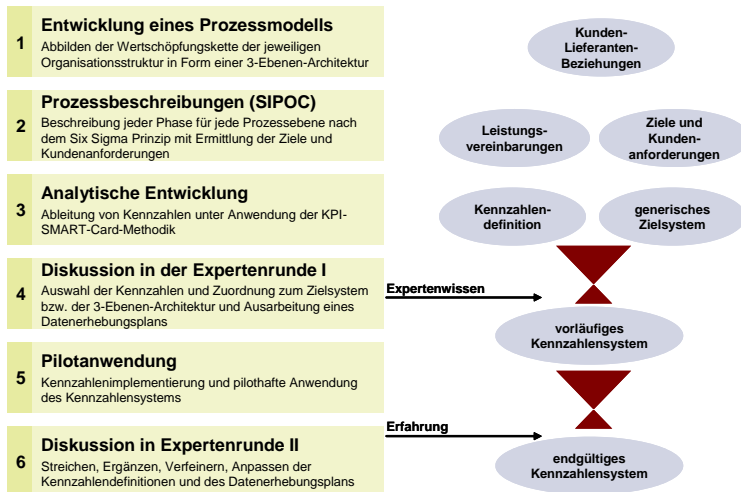 1
Entwicklung eines Prozessmodells
Abbilden der Wertschöpfungskette der jeweiligen
Organisationsstruktur in Form einer 3-Ebenen-Architektur
Kunden-
Lieferanten-
Beziehungen
2
Prozessbeschreibungen (SIPOC)
Beschreibung jeder Phase für jede Prozessebene nach
dem Six Sigma Prinzip mit Ermittlung der Ziele und
Kundenanforderungen
Leistungs-
vereinbarungen
Ziele und
Kunden-
anforderungen
3
Analytische Entwicklung
Ableitung von Kennzahlen unter Anwendung der KPI-
SMART-Card-Methodik
Kennzahlen-
definition
generisches
Zielsystem
4
Diskussion in der Expertenrunde I
Auswahl der Kennzahlen und Zuordnung zum Zielsystem
bzw. der 3-Ebenen-Architektur und Ausarbeitung eines
Datenerhebungsplans
Expertenwissen
vorläufiges
Kennzahlensystem
5
Pilotanwendung
Kennzahlenimplementierung und pilothafte Anwendung
des Kennzahlensystems
6
Diskussion in Expertenrunde II
Streichen, Ergänzen, Verfeinern, Anpassen der
Kennzahlendefinitionen und des Datenerhebungsplans
Erfahrung
endgültiges
Kennzahlensystem